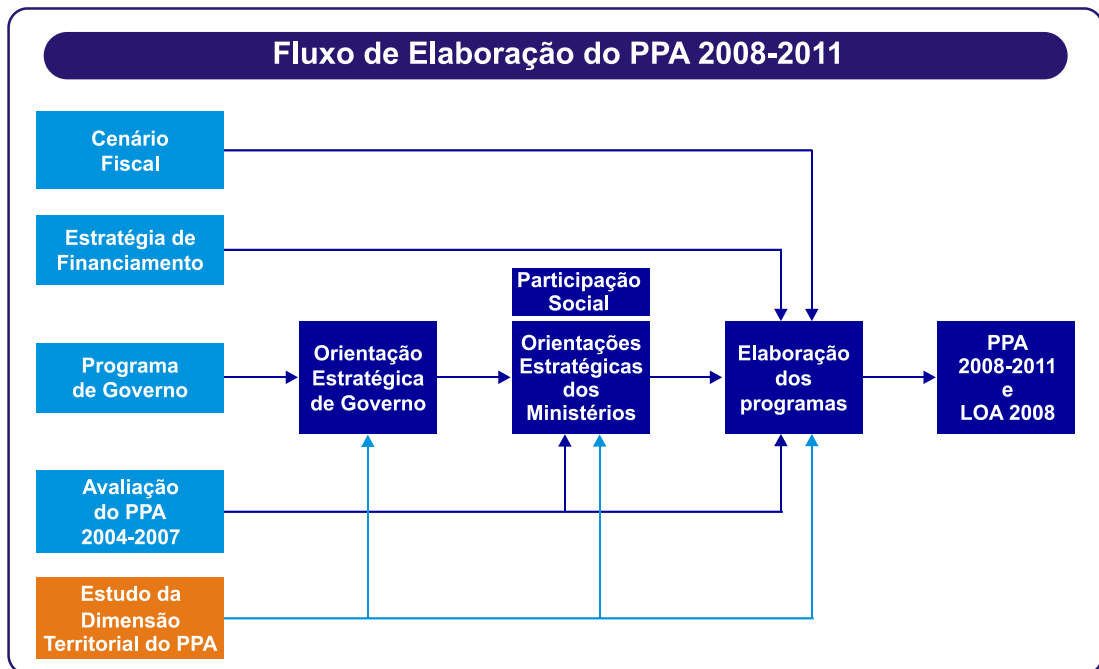 Fluxo de Elaboração do PPA 2008-2011
Cenário
Fiscal
Estratégia de
Financiamento
Participação
Social
Programa
de Governo
Orientação
Estratégica
de Governo
Orientações
Estratégicas
dos
Ministérios
Elaboração
dos
programas
PPA
2008-2011
e
LOA 2008
Avaliação
do PPA
2004-2007
Estudo da
Dimensão
Territorial do PPA